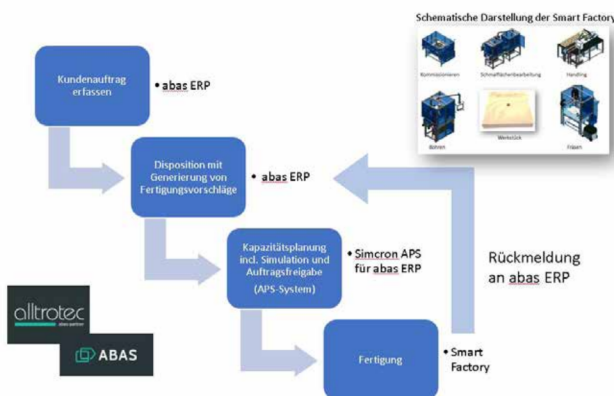 Schematische Darstellung der Smart Factory
Kommissionieren
Schmalflächenbearbeitung
Handling
Bohren
Werkstück
Fräsen
Kundenauftrag
erfassen
• abas ERP
Disposition mit
Generierung von
Fertigungsvorschläge
• abas ERP
Kapazitätsplanung
incl. Simulation und
Auftragsfreigabe
(APS-System)
• Simcron APS
für abas ERP
Rückmeldung
an abas ERP
Fertigung
• Smart
Factory
alltrotec
abas partner
ABAS